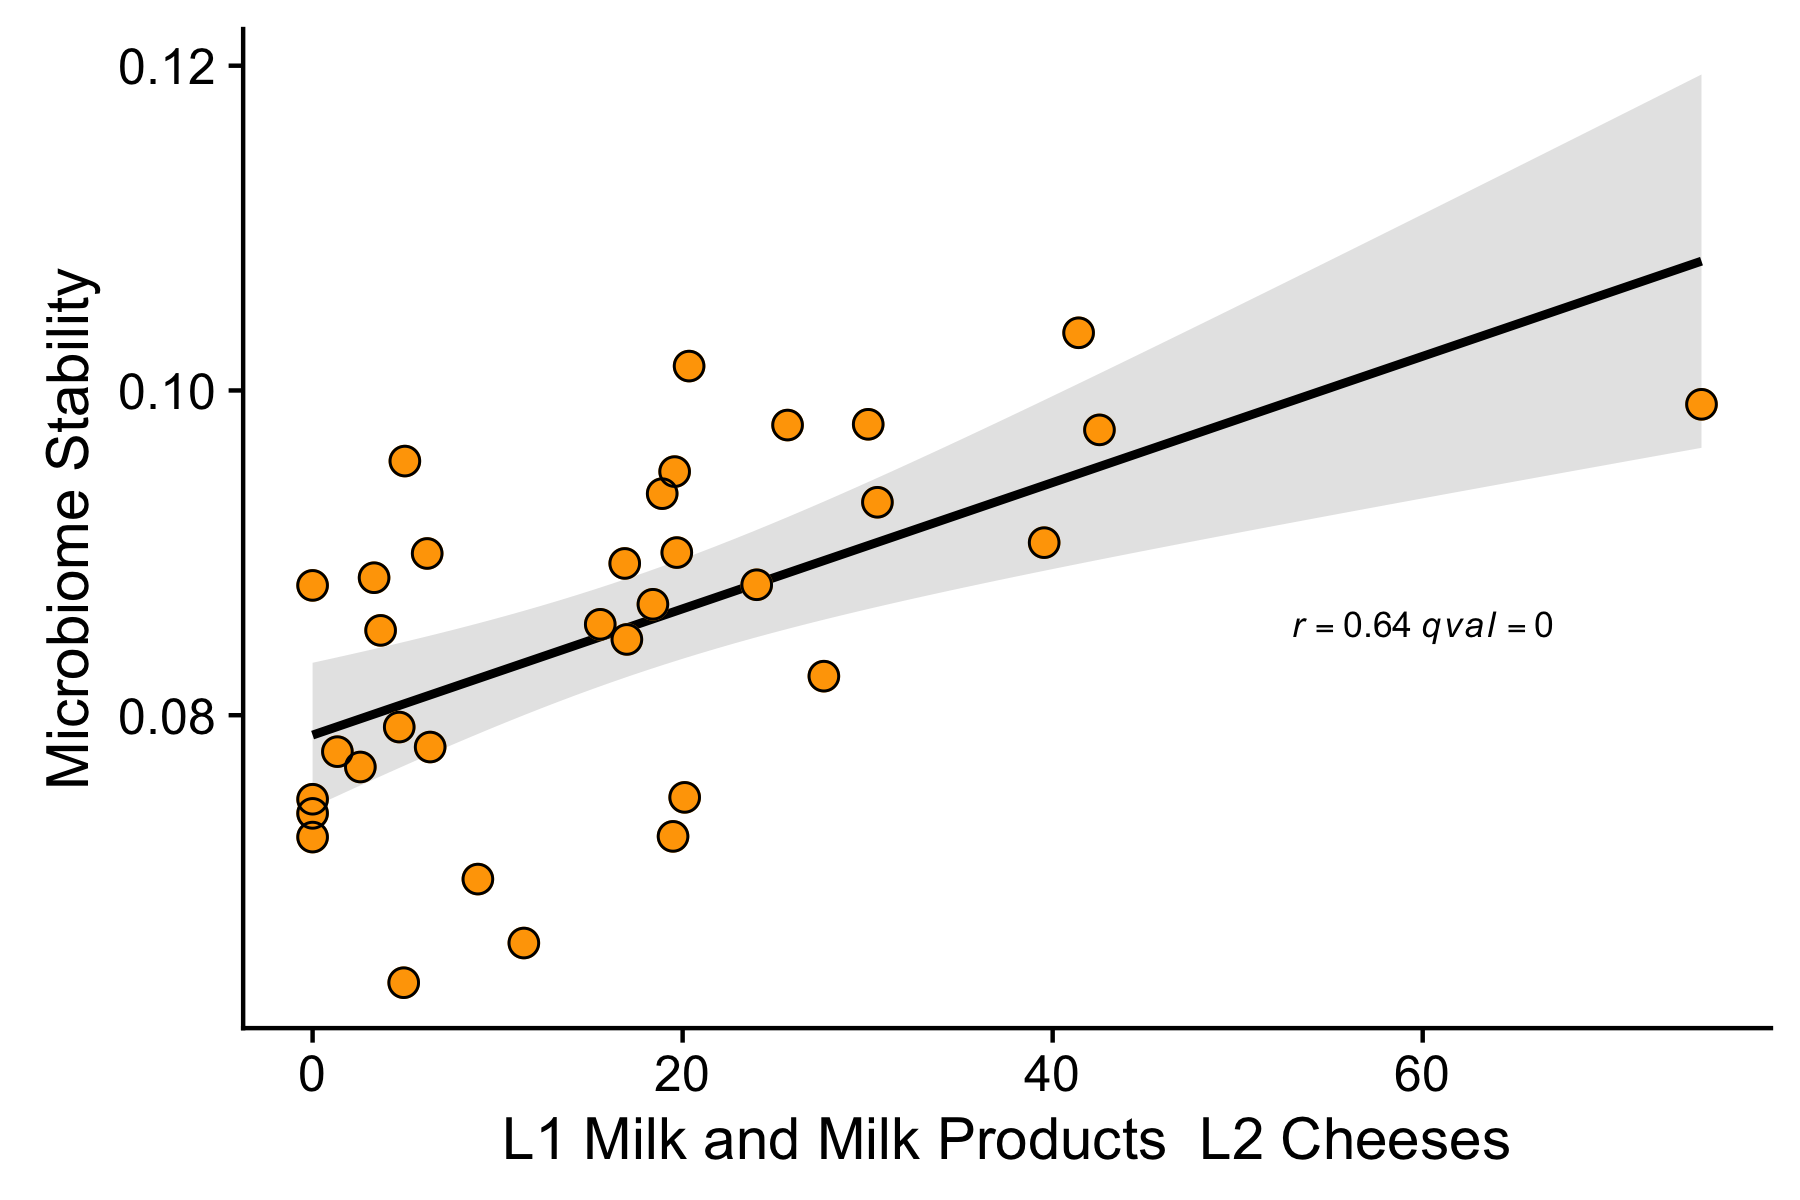 0.12
0.10
0.08
Microbiome Stability
r = 0.64 qval = 0
0 20 40 60
L1 Milk and Milk Products  L2 Cheeses